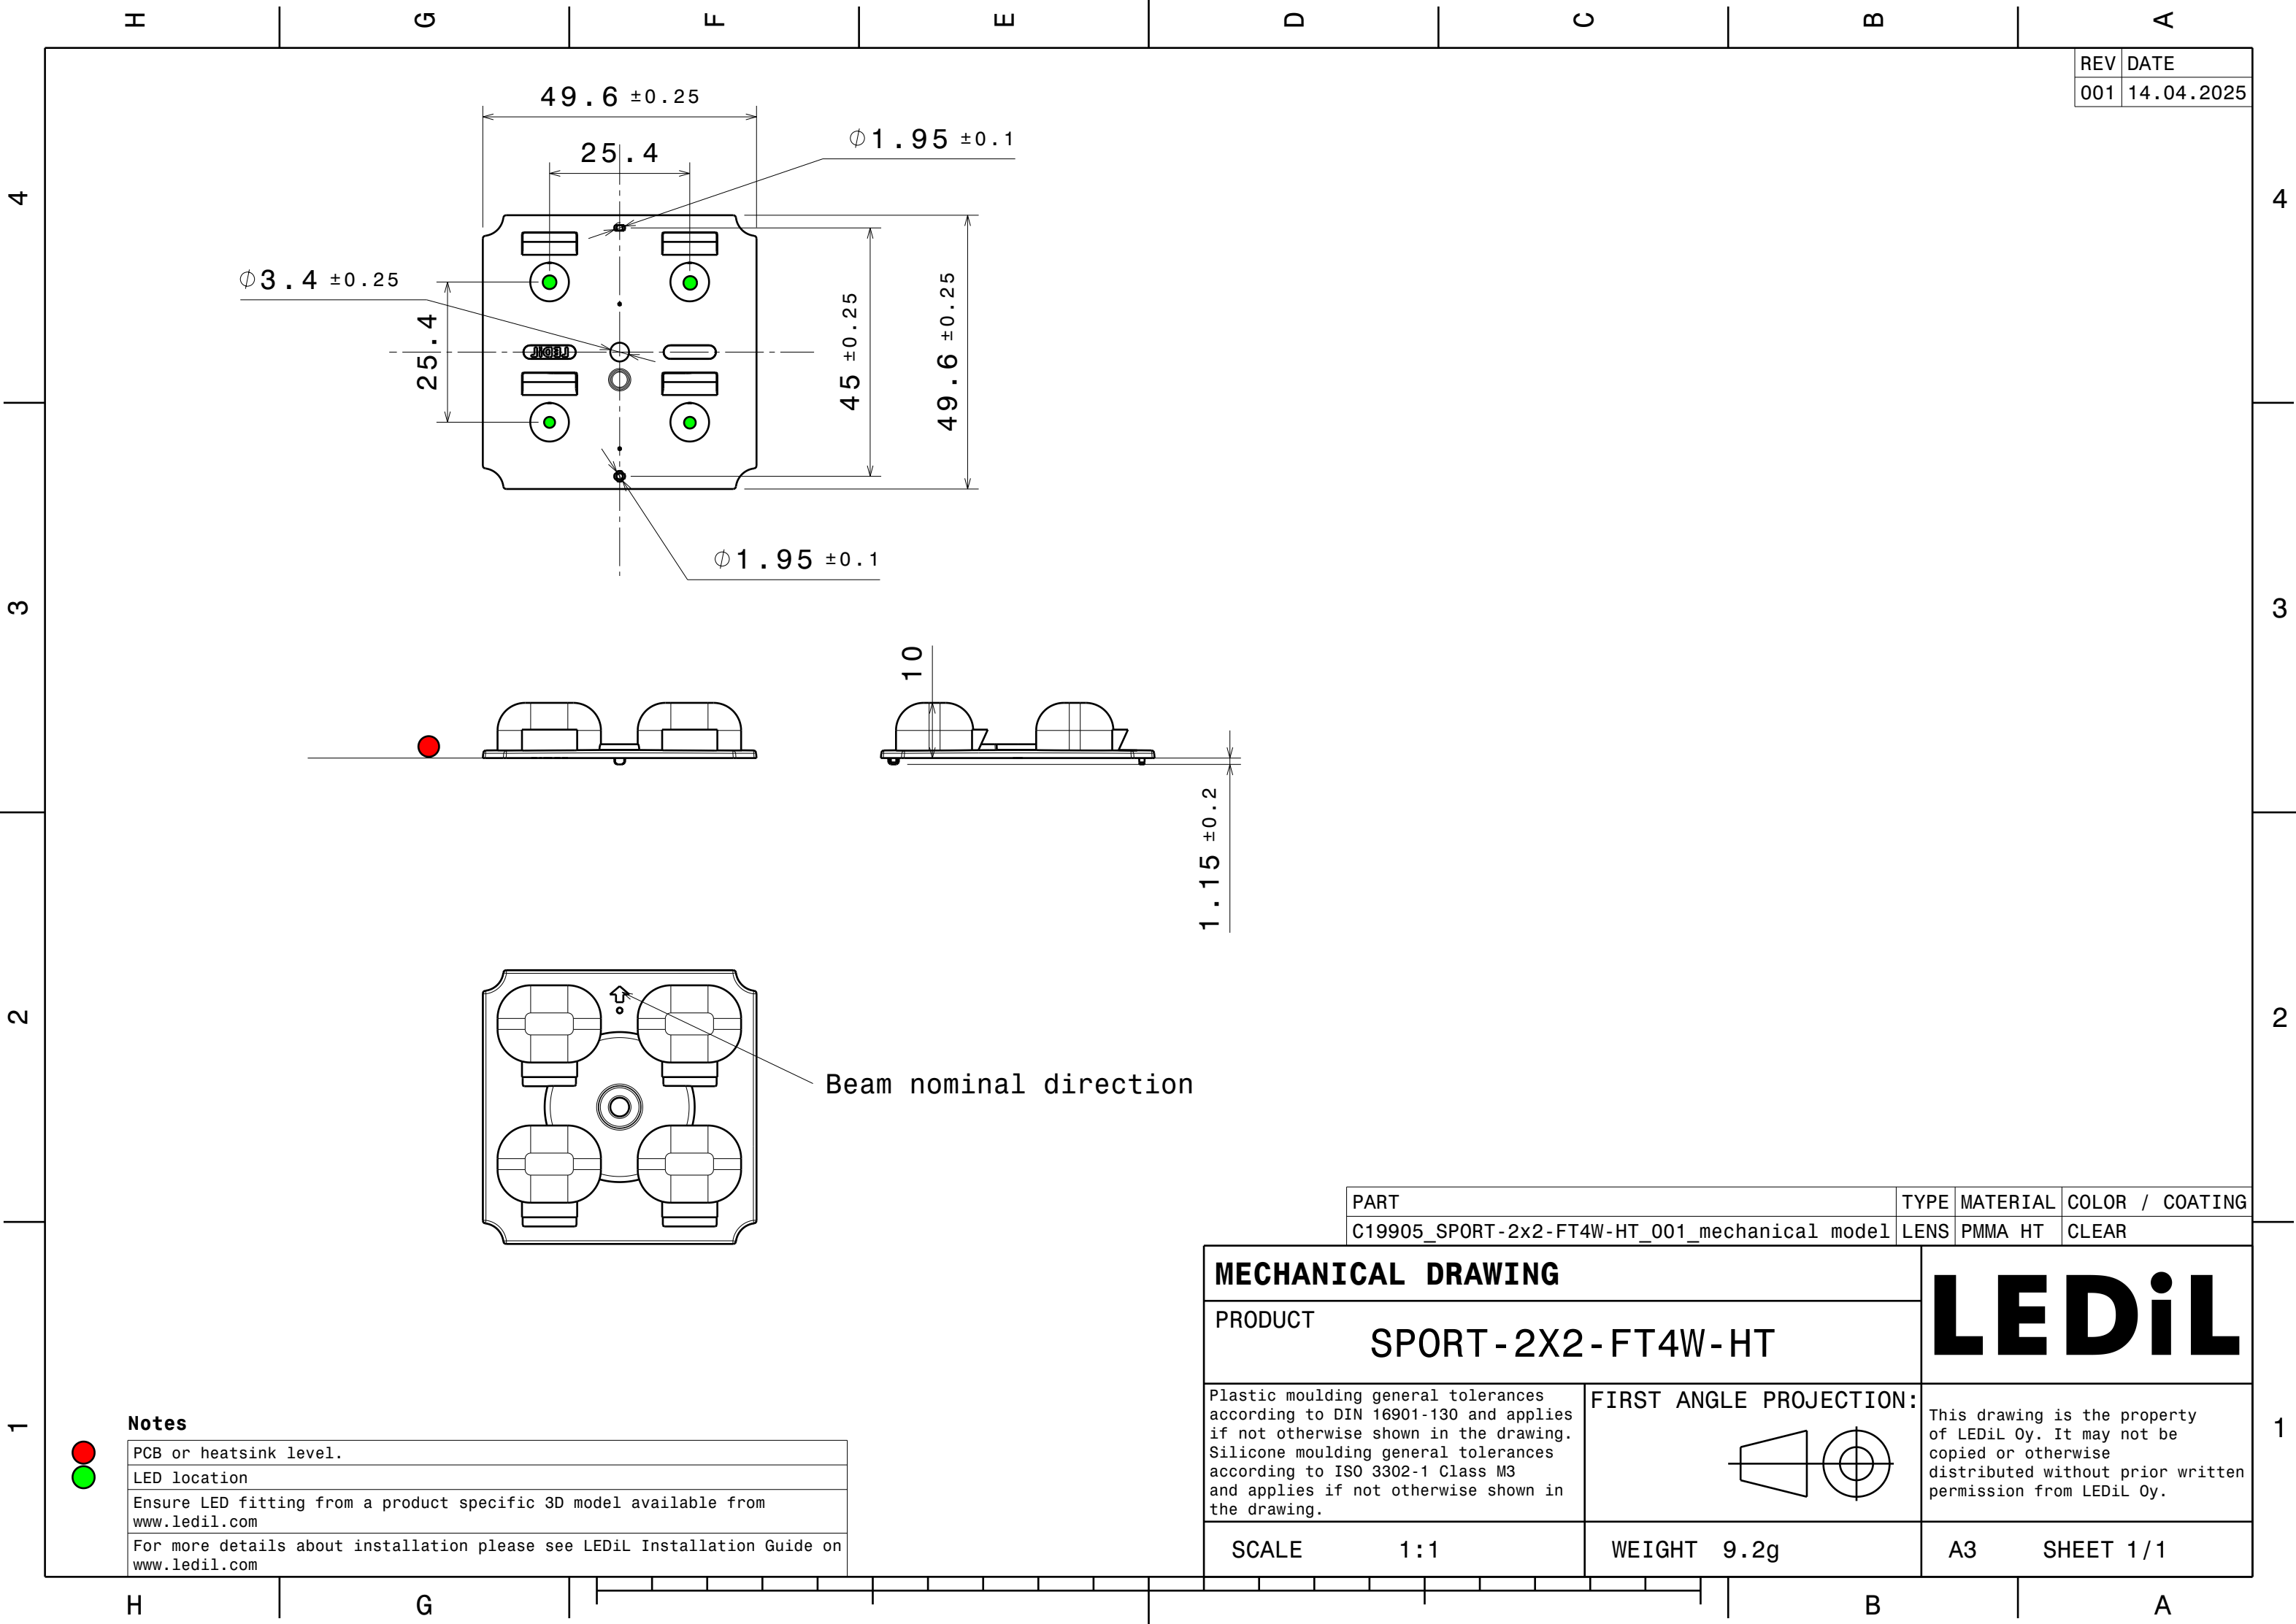 H G F E D C B A
REV DATE
001 14.04.2025
49.6 ±0.25
25.4
⌀1.95 ±0.1
⌀3.4 ±0.25
25.4
LEDiL
45 ±0.25
49.6 ±0.25
⌀1.95 ±0.1
4 4
3 3
10
1.15 ±0.2
2 2
Beam nominal direction
PART TYPE MATERIAL COLOR / COATING
C19905_SPORT-2x2-FT4W-HT_001_mechanical model LENS PMMA HT CLEAR
MECHANICAL DRAWING
LEDiL
PRODUCT
SPORT-2X2-FT4W-HT
Plastic moulding general tolerances
according to DIN 16901-130 and applies
if not otherwise shown in the drawing.
Silicone moulding general tolerances
according to ISO 3302-1 Class M3
and applies if not otherwise shown in
the drawing.
FIRST ANGLE PROJECTION:
This drawing is the property
of LEDiL Oy. It may not be
copied or otherwise
distributed without prior written
permission from LEDiL Oy.
SCALE 1:1
WEIGHT 9.2g
A3 SHEET 1/1
1 1
Notes
PCB or heatsink level.
LED location
Ensure LED fitting from a product specific 3D model available from
www.ledil.com
For more details about installation please see LEDiL Installation Guide on
www.ledil.com
H G B A